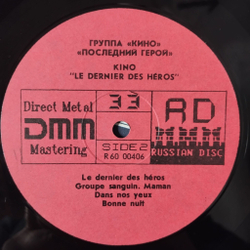 ГРУППА «КИНО»
«ПОСЛЕДНИЙ ГЕРОЙ»
KINO
"LE DERNIER DES HÉROS"
Direct Metal
DMM
Mastering
33
SIDE 2
R60 00406
RD
RUSSIAN DISC
Le dernier des héros
Groupe sanguin. Maman
Dans nos yeux
Bonne nuit